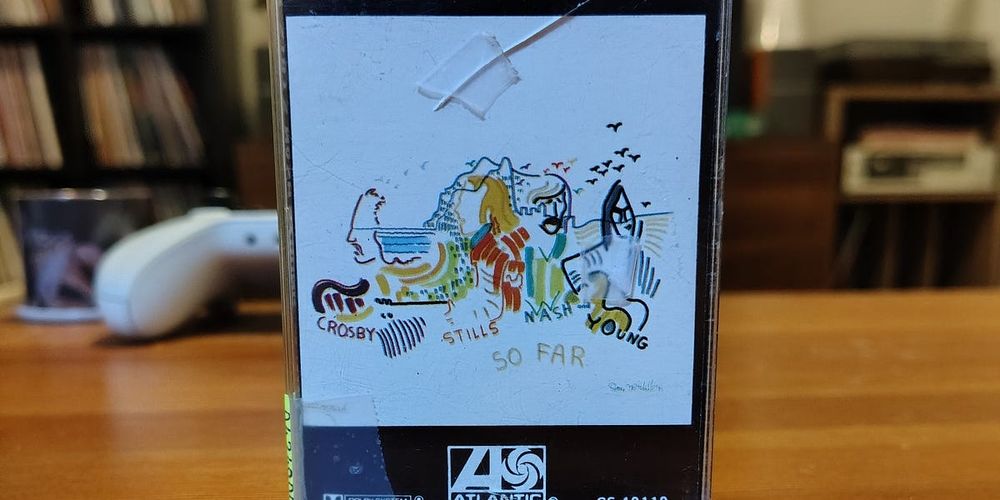 CROSBY
STILLS
NASH
YOUNG
SO FAR
ATLANTIC